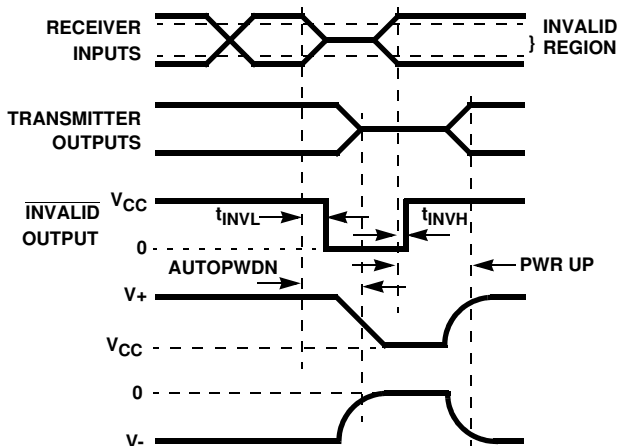 RECEIVER
INPUTS
INVALID
} REGION
TRANSMITTER
OUTPUTS
INVALID
OUTPUT
VCC
0
tINVL
tINVH
AUTOPWDN
PWR UP
V+
VCC
0
V-